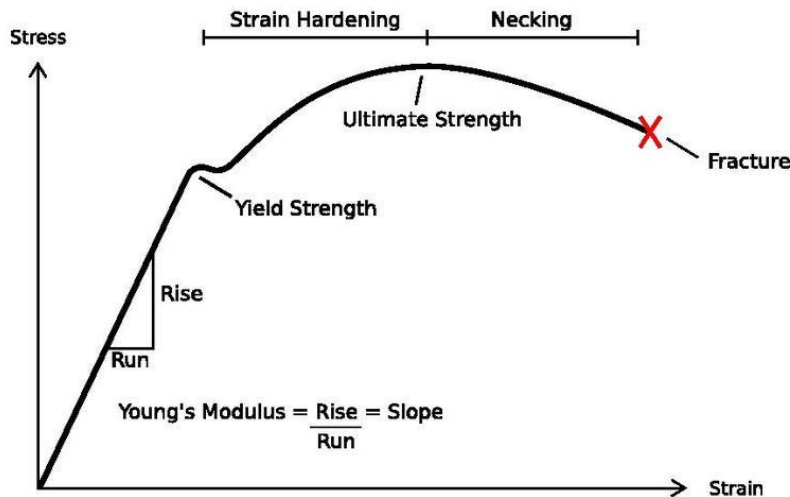 Strain Hardening
Necking
Stress
Ultimate Strength
Fracture
Yield Strength
Rise
Run
Young's Modulus = Rise = Slope
Run
Strain